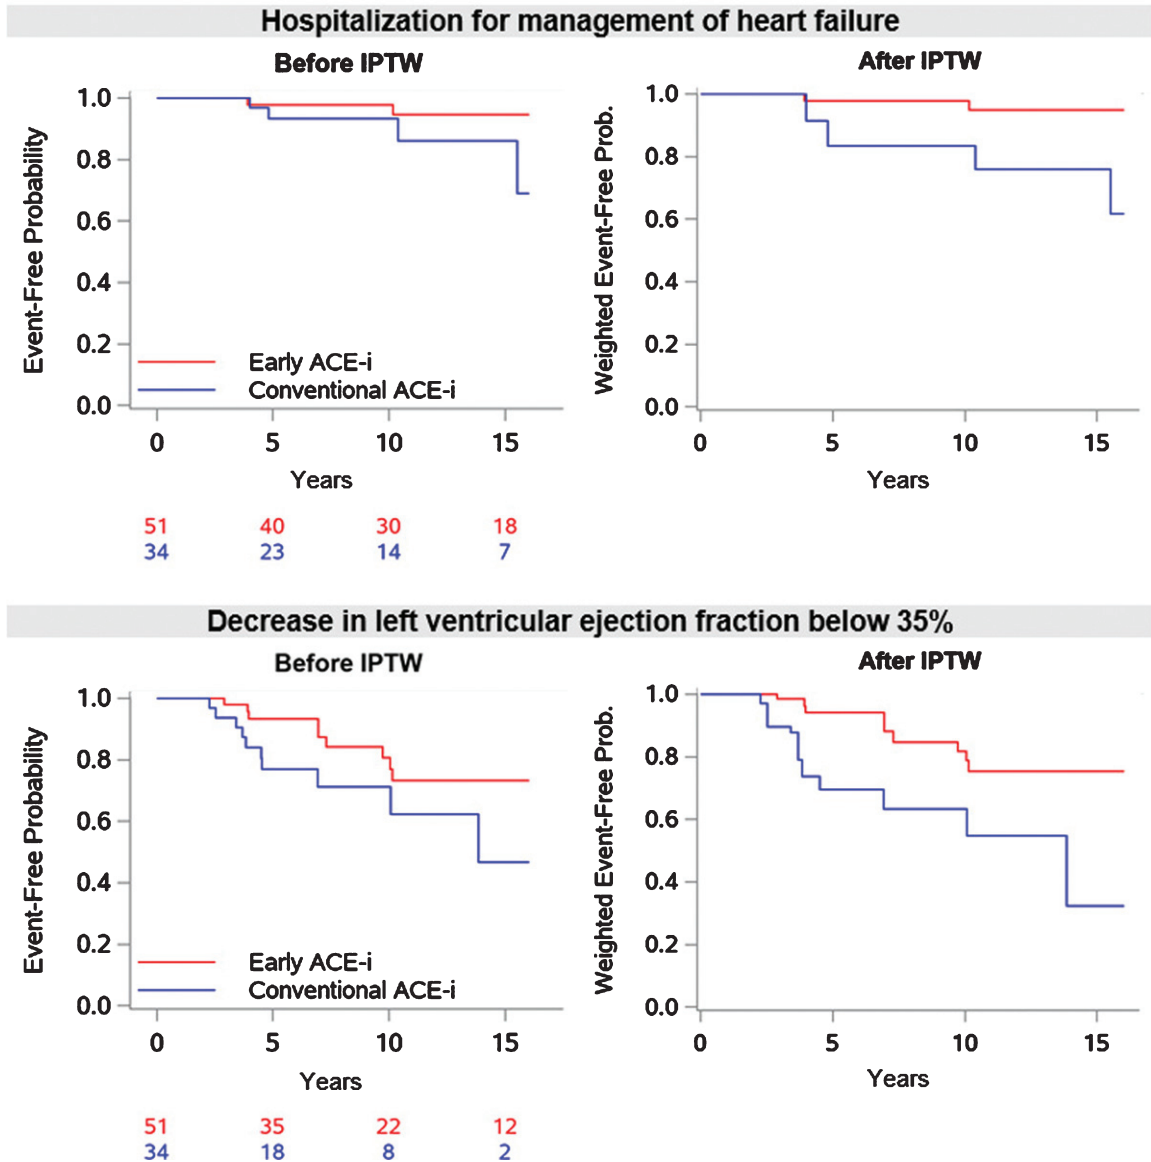 Hospitalization for management of heart failure
Before IPTW
After IPTW
Event-Free Probability
1.0
0.8
0.6
0.4
0.2
0.0
Early ACE-i
Conventional ACE-i
0 5 10 15
Years
51 40 30 18
34 23 14 7
Weighted Event-Free Prob.
1.0
0.8
0.6
0.4
0.2
0.0
0 5 10 15
Years
Decrease in left ventricular ejection fraction below 35%
Before IPTW
After IPTW
Event-Free Probability
1.0
0.8
0.6
0.4
0.2
0.0
Early ACE-i
Conventional ACE-i
0 5 10 15
Years
51 35 22 12
34 18 8 2
Weighted Event-Free Prob.
1.0
0.8
0.6
0.4
0.2
0.0
0 5 10 15
Years